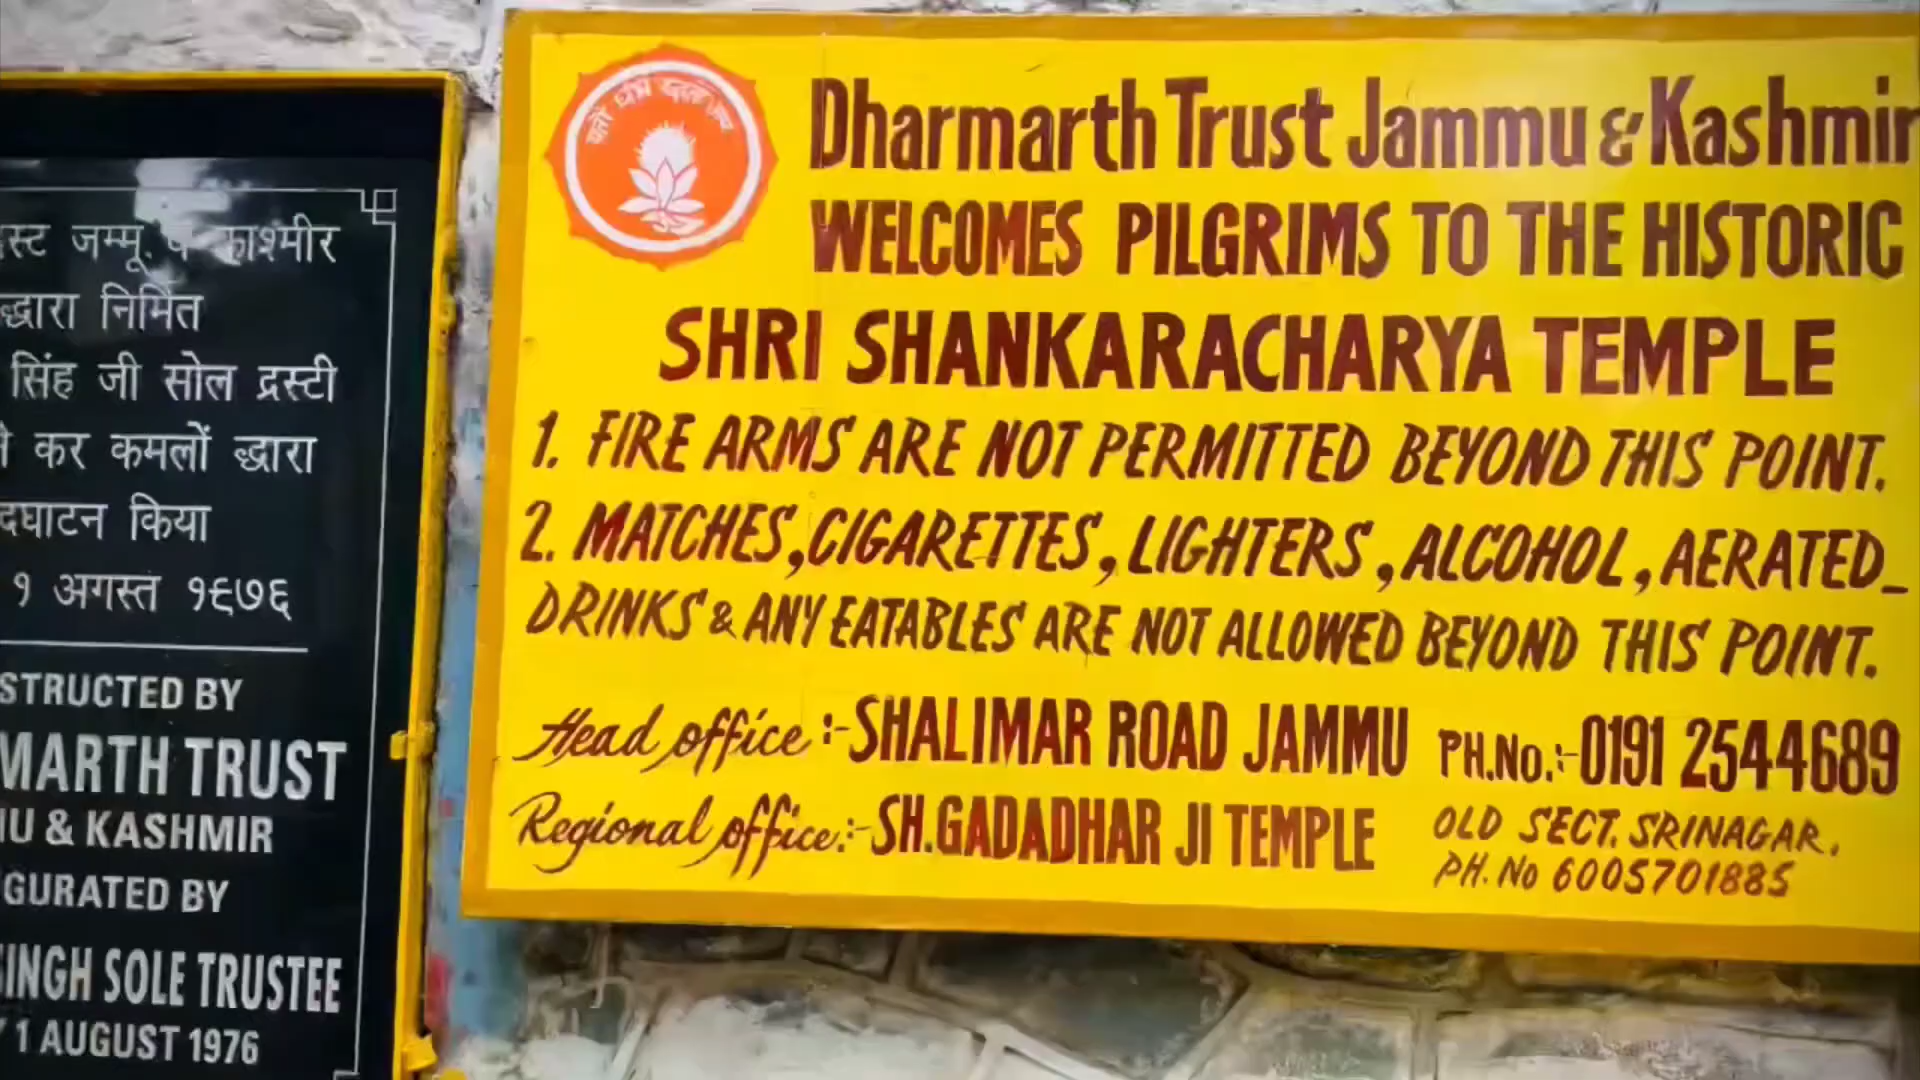 स्ट जम्मू व काश्मीर
द्धारा निर्मित
सिंह जी सोल द्रस्टी
कर कमलों द्धारा
दघाटन किया
१ अगस्त १९७६
STRUCTED BY
MARTH TRUST
IU & KASHMIR
GURATED BY
SINGH SOLE TRUSTEE
1 AUGUST 1976
Dharmarth Trust Jammu & Kashmir
WELCOMES PILGRIMS TO THE HISTORIC
SHRI SHANKARACHARYA TEMPLE
1. FIRE ARMS ARE NOT PERMITTED BEYOND THIS POINT.
2. MATCHES, CIGARETTES, LIGHTERS, ALCOHOL, AERATED_
DRINKS & ANY EATABLES ARE NOT ALLOWED BEYOND THIS POINT.
Head office :- SHALIMAR ROAD JAMMU PH.No.:- 0191 2544689
Regional office:- SH. GADADHAR JI TEMPLE OLD SECT. SRINAGAR.
PH. No 6005701885